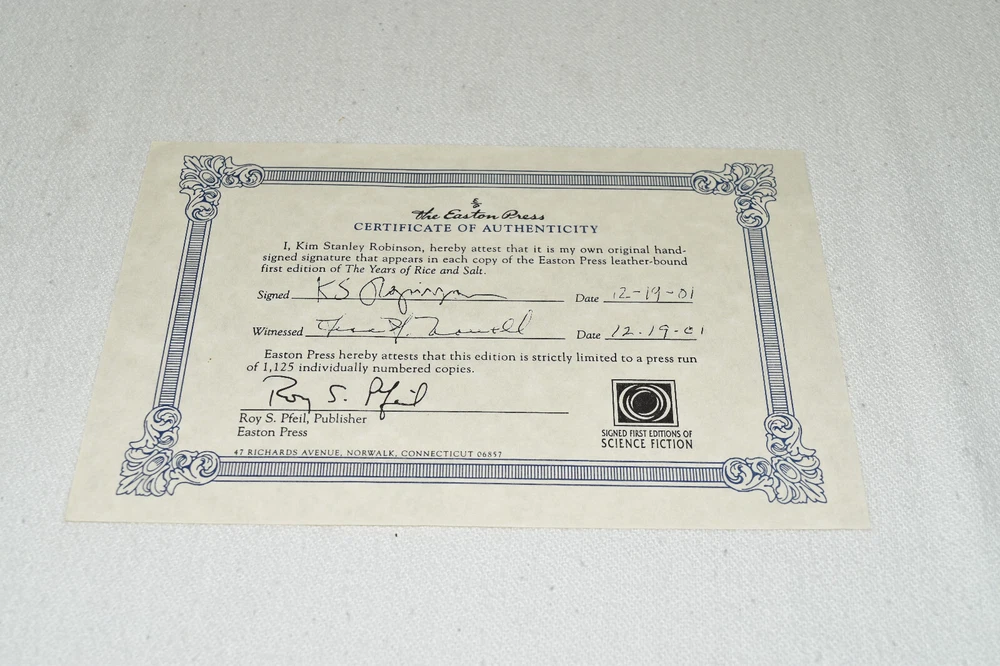 The Easton Press
CERTIFICATE OF AUTHENTICITY
I, Kim Stanley Robinson, hereby attest that it is my own original hand-
signed signature that appears in each copy of the Easton Press leather-bound
first edition of The Years of Rice and Salt.
Signed KS Robinson Date 12-19-01
Witnessed Date 12.19.01
Easton Press hereby attests that this edition is strictly limited to a press run
of 1,125 individually numbered copies.
Roy S. Pfeil
Roy S. Pfeil, Publisher
Easton Press
SIGNED FIRST EDITIONS OF
SCIENCE FICTION
47 RICHARDS AVENUE, NORWALK, CONNECTICUT 06857